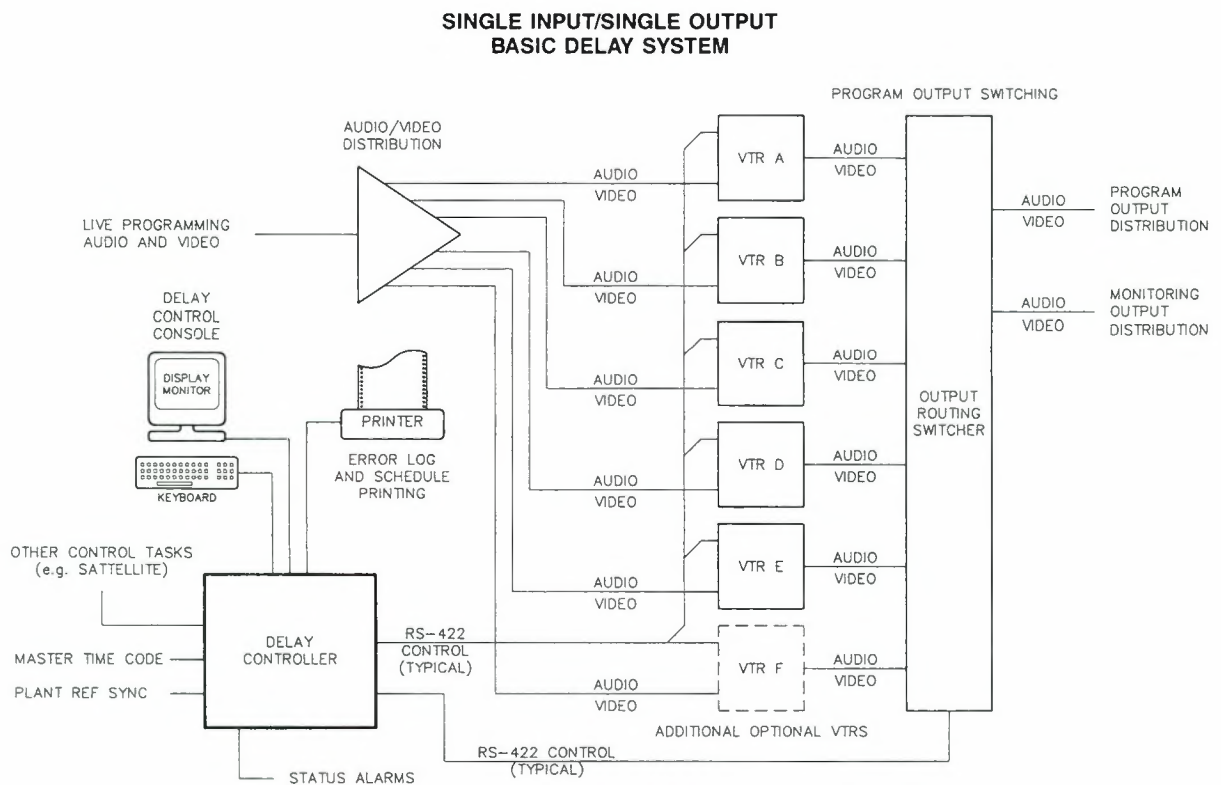 SINGLE INPUT/SINGLE OUTPUT
BASIC DELAY SYSTEM
PROGRAM OUTPUT SWITCHING
AUDIO/VIDEO
DISTRIBUTION
LIVE PROGRAMMING
AUDIO AND VIDEO
AUDIO
VIDEO
VTR A
AUDIO
VIDEO
AUDIO
VIDEO
PROGRAM
OUTPUT
DISTRIBUTION
AUDIO
VIDEO
VTR B
AUDIO
VIDEO
AUDIO
VIDEO
MONITORING
OUTPUT
DISTRIBUTION
DELAY
CONTROL
CONSOLE
DISPLAY
MONITOR
KEYBOARD
PRINTER
ERROR LOG
AND SCHEDULE
PRINTING
AUDIO
VIDEO
VTR C
AUDIO
VIDEO
OUTPUT
ROUTING
SWITCHER
AUDIO
VIDEO
VTR D
AUDIO
VIDEO
AUDIO
VIDEO
VTR E
AUDIO
VIDEO
OTHER CONTROL TASKS
(e.g. SATTELLITE)
MASTER TIME CODE
PLANT REF SYNC
DELAY
CONTROLLER
RS-422
CONTROL
(TYPICAL)
AUDIO
VIDEO
VTR F
AUDIO
VIDEO
ADDITIONAL OPTIONAL VTRS
RS-422 CONTROL
(TYPICAL)
STATUS ALARMS